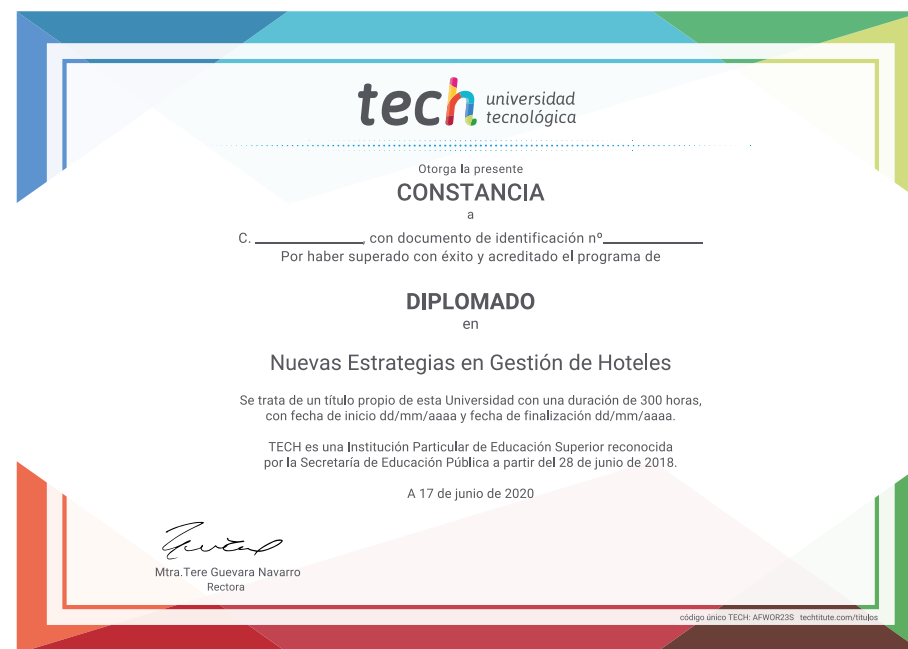 tech universidad
tecnológica
Otorga la presente
CONSTANCIA
a
C. ____________, con documento de identificación nº____________
Por haber superado con éxito y acreditado el programa de
DIPLOMADO
en
Nuevas Estrategias en Gestión de Hoteles
Se trata de un título propio de esta Universidad con una duración de 300 horas,
con fecha de inicio dd/mm/aaaa y fecha de finalización dd/mm/aaaa.
TECH es una Institución Particular de Educación Superior reconocida
por la Secretaría de Educación Pública a partir del 28 de junio de 2018.
A 17 de junio de 2020
Mtra.Tere Guevara Navarro
Rectora
código único TECH: AFWOR23S techtitute.com/titulos